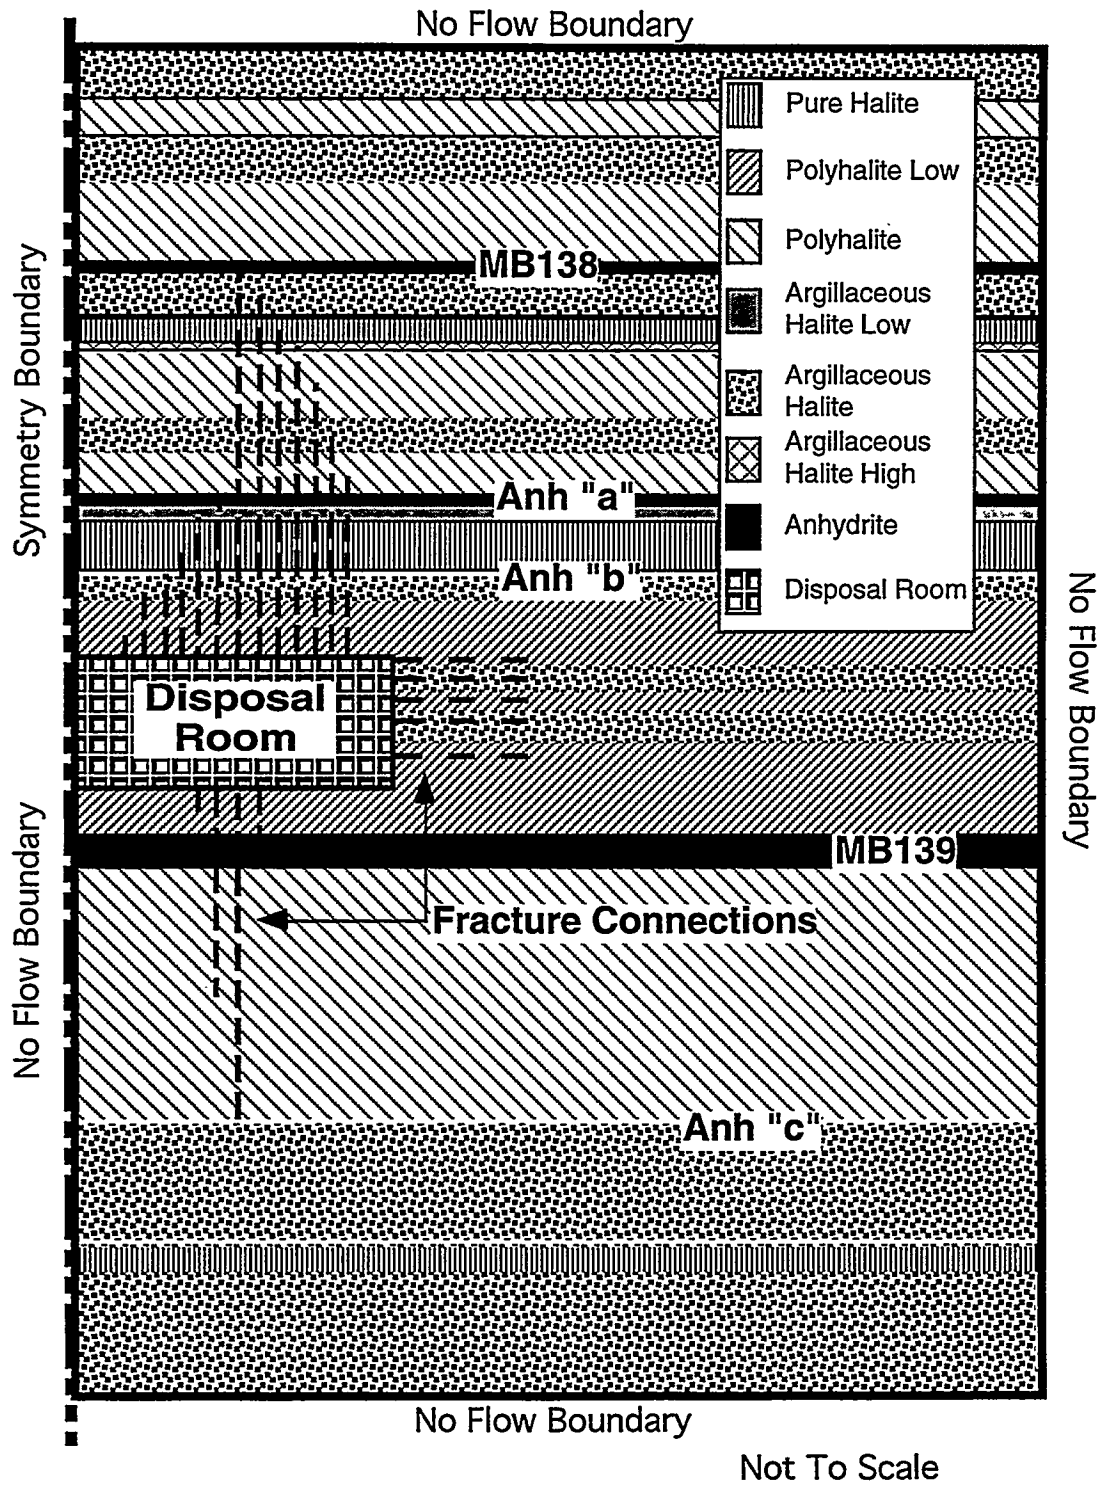 No Flow Boundary
Pure Halite
Polyhalite Low
Polyhalite
Argillaceous
Halite Low
Argillaceous
Halite
Argillaceous
Halite High
Anhydrite
Disposal Room
MB138
Symmetry Boundary
Anh "a"
Anh "b"
No Flow Boundary
Disposal
Room
No Flow Boundary
MB139
Fracture Connections
Anh "c"
No Flow Boundary
Not To Scale